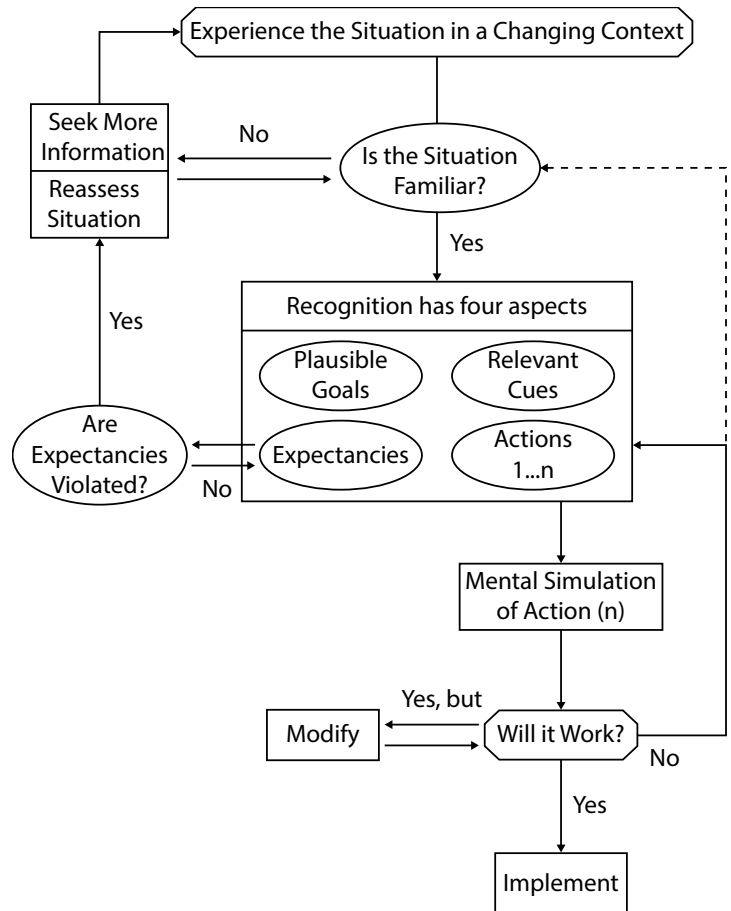 Experience the Situation in a Changing Context
Seek More
Information
Reassess
Situation
No
Is the Situation
Familiar?
Yes
Recognition has four aspects
Plausible
Goals
Relevant
Cues
Yes
Are
Expectancies
Violated?
No
Expectancies
Actions
1...n
Mental Simulation
of Action (n)
Yes, but
Modify
Will it Work?
No
Yes
Implement